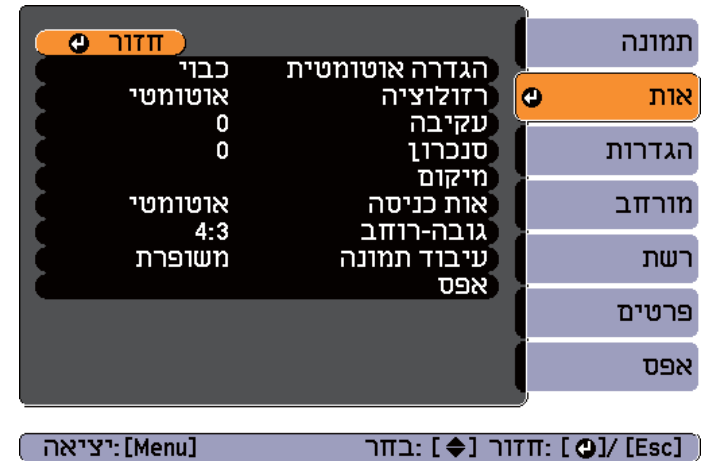 תמונה
אות
הגדרות
מורחב
רשת
פרטים
אפס
חזור
הגדרה אוטומטית כבוי
רזולוציה אוטומטי
עקיבה 0
סנכרון 0
מיקום
אות כניסה אוטומטי
גובה-רוחב 4:3
עיבוד תמונה משופרת
אפס
[Esc] /[ ] :חזור [ ] :בחר [Menu] :יציאה